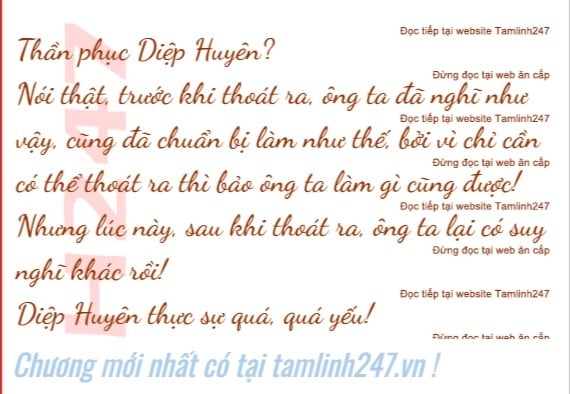 Đọc tiếp tại website Tamlinh247
Thần phục Diệp Huyên?
Đừng đọc tại web ăn cắp
Nói thật, trước khi thoát ra, ông ta đã nghĩ như
Đọc tiếp tại website Tamlinh247
vậy, cũng đã chuẩn bị làm như thế, bởi vì chỉ cần
Đừng đọc tại web ăn cắp
có thể thoát ra thì bảo ông ta làm gì cũng được!
Đọc tiếp tại website Tamlinh247
Nhưng lúc này, sau khi thoát ra, ông ta lại có suy
Đừng đọc tại web ăn cắp
nghĩ khác rồi!
Đọc tiếp tại website Tamlinh247
Diệp Huyên thực sự quá, quá yếu!
Đừng đọc tại web ăn cắp
Chương mới nhất có tại tamlinh247.vn !
H247